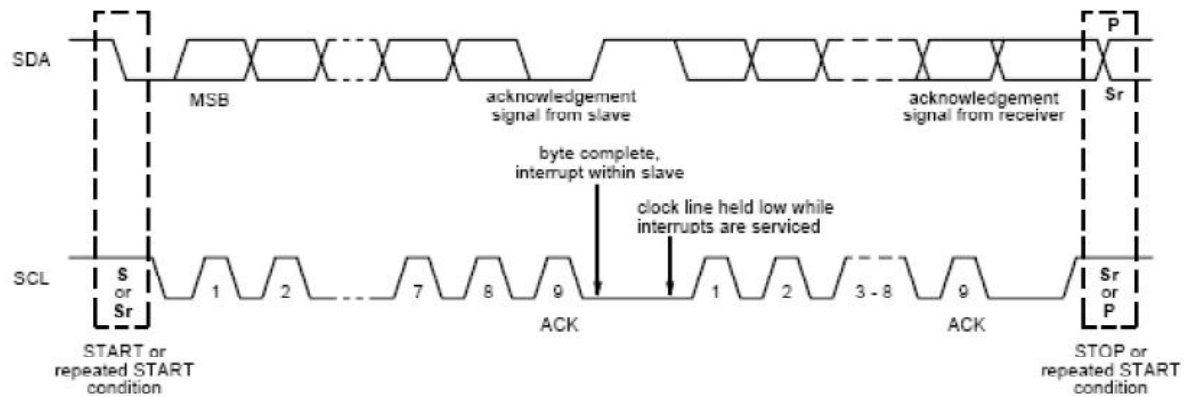 P
SDA
MSB
acknowledgement
signal from slave
acknowledgement
signal from receiver
Sr
byte complete,
interrupt within slave
clock line held low while
interrupts are serviced
SCL
S
or
Sr
1
2
7
8
9
1
2
3 - 8
9
Sr
or
P
ACK
ACK
START or
repeated START
condition
STOP or
repeated START
condition